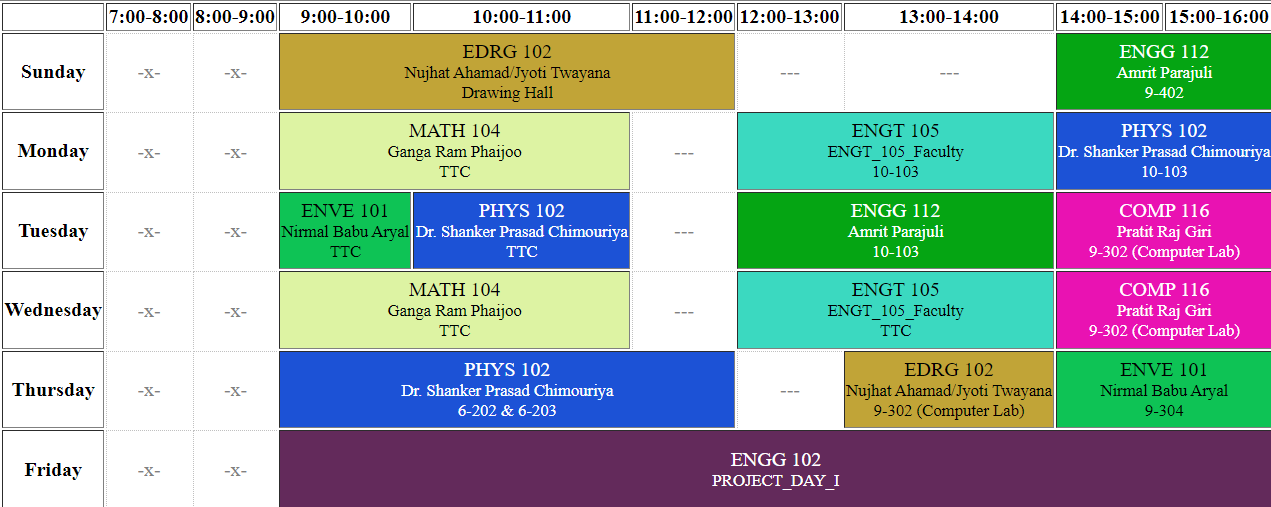 7:00-8:00 8:00-9:00 9:00-10:00 10:00-11:00 11:00-12:00 12:00-13:00 13:00-14:00 14:00-15:00 15:00-16:00
Sunday
-x-
-x-
EDRG 102
Nujhat Ahamad/Jyoti Twayana
Drawing Hall
---
---
ENGG 112
Amrit Parajuli
9-402
Monday
-x-
-x-
MATH 104
Ganga Ram Phaijoo
TTC
---
ENGT 105
ENGT_105_Faculty
10-103
PHYS 102
Dr. Shanker Prasad Chimouriya
10-103
Tuesday
-x-
-x-
ENVE 101
Nirmal Babu Aryal
TTC
PHYS 102
Dr. Shanker Prasad Chimouriya
TTC
---
ENGG 112
Amrit Parajuli
10-103
COMP 116
Pratit Raj Giri
9-302 (Computer Lab)
Wednesday
-x-
-x-
MATH 104
Ganga Ram Phaijoo
TTC
---
ENGT 105
ENGT_105_Faculty
TTC
COMP 116
Pratit Raj Giri
9-302 (Computer Lab)
Thursday
-x-
-x-
PHYS 102
Dr. Shanker Prasad Chimouriya
6-202 & 6-203
---
EDRG 102
Nujhat Ahamad/Jyoti Twayana
9-302 (Computer Lab)
ENVE 101
Nirmal Babu Aryal
9-304
Friday
-x-
-x-
ENGG 102
PROJECT_DAY_I